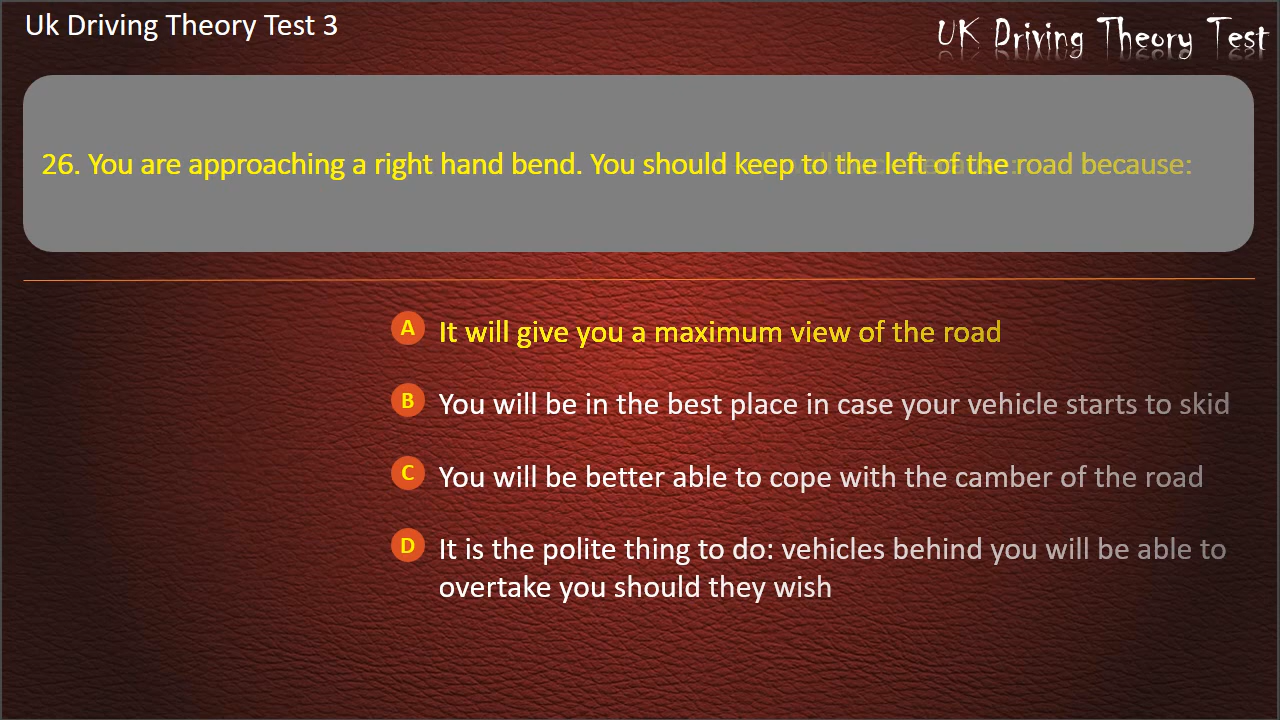 Uk Driving Theory Test 3
UK Driving Theory Test
26. You are approaching a right hand bend. You should keep to the left of the road because:
A It will give you a maximum view of the road
B You will be in the best place in case your vehicle starts to skid
C You will be better able to cope with the camber of the road
D It is the polite thing to do: vehicles behind you will be able to
overtake you should they wish